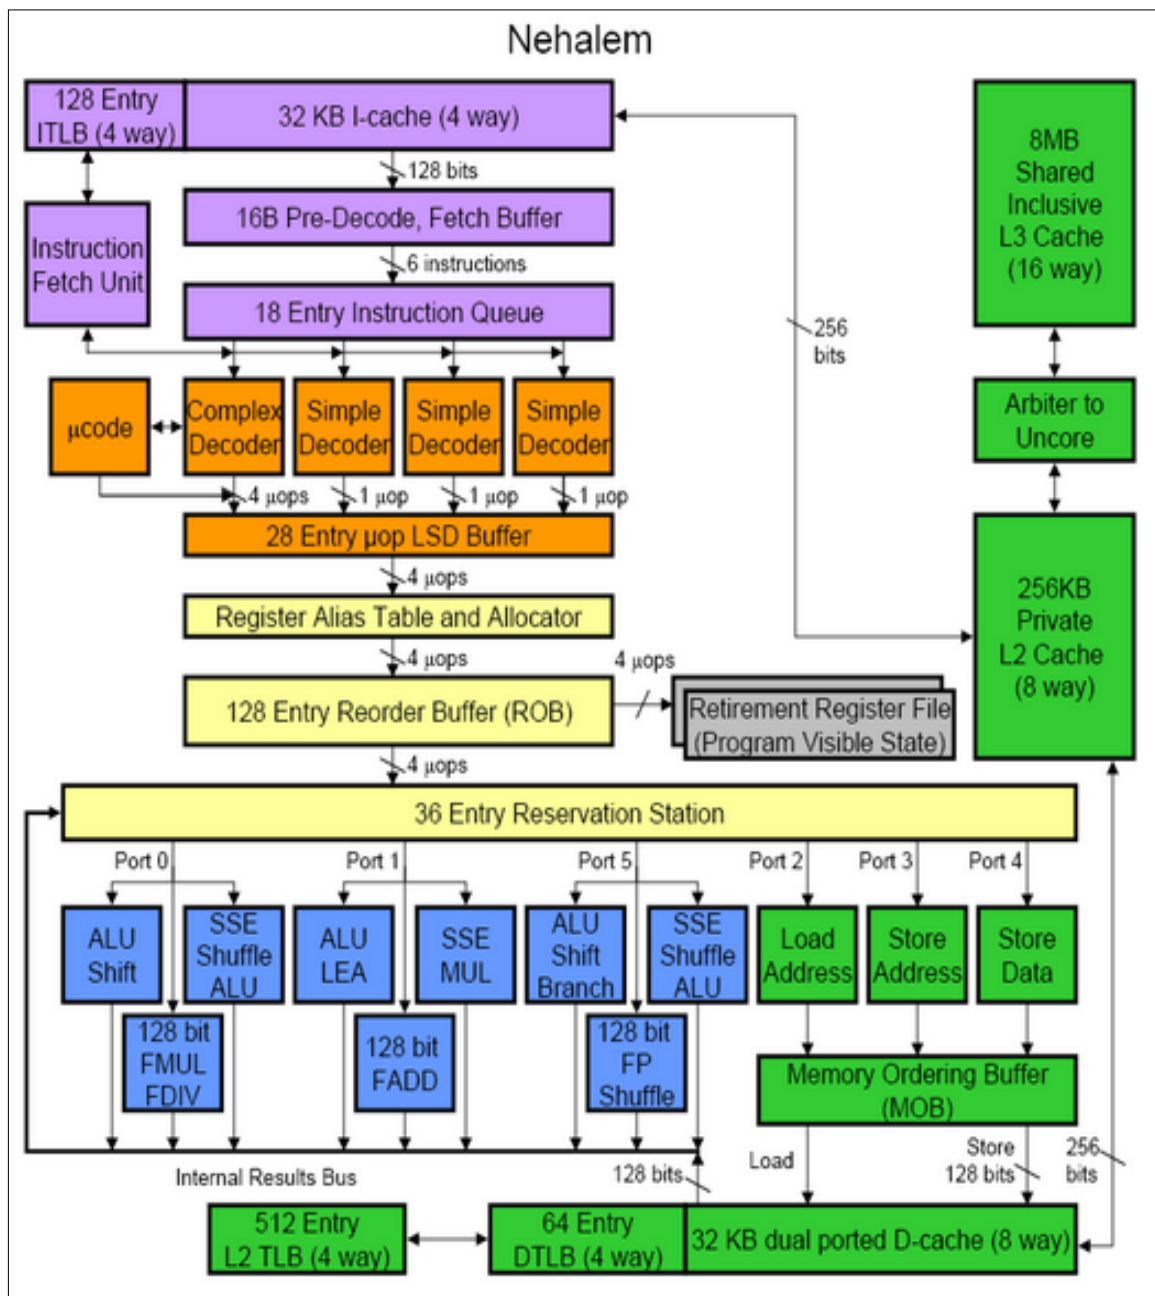 Nehalem
128 Entry
ITLB (4 way)
32 KB I-cache (4 way)
8MB
Shared
Inclusive
L3 Cache
(16 way)
128 bits
16B Pre-Decode, Fetch Buffer
Instruction
Fetch Unit
6 instructions
18 Entry Instruction Queue
256
bits
μcode
Complex
Decoder
Simple
Decoder
Simple
Decoder
Simple
Decoder
Arbiter to
Uncore
4 μops
1 μop
1 μop
1 μop
28 Entry μop LSD Buffer
4 μops
Register Alias Table and Allocator
256KB
Private
L2 Cache
(8 way)
4 μops
4 μops
128 Entry Reorder Buffer (ROB)
Retirement Register File
(Program Visible State)
4 μops
36 Entry Reservation Station
Port 0
Port 1
Port 5
Port 2
Port 3
Port 4
ALU
Shift
SSE
Shuffle
ALU
ALU
LEA
SSE
MUL
ALU
Shift
Branch
SSE
Shuffle
ALU
Load
Address
Store
Address
Store
Data
128 bit
FMUL
FDIV
128 bit
FADD
128 bit
FP
Shuffle
Memory Ordering Buffer
(MOB)
Internal Results Bus
128 bits
Load
Store
128 bits
256
bits
512 Entry
L2 TLB (4 way)
64 Entry
DTLB (4 way)
32 KB dual ported D-cache (8 way)